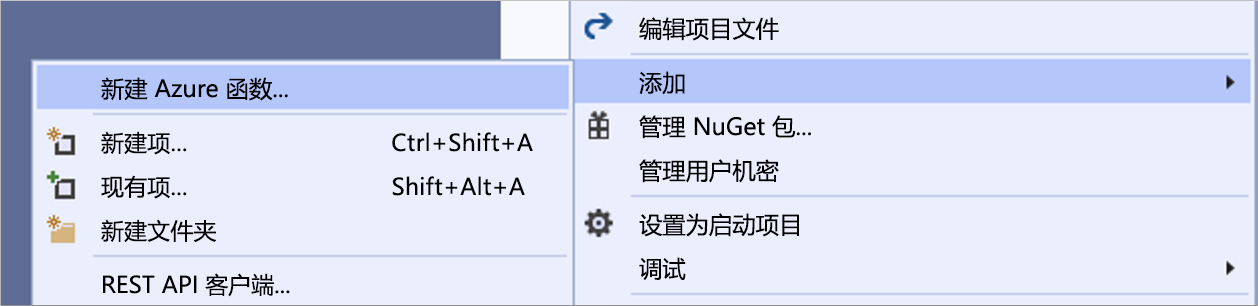 编辑项目文件
添加
管理 NuGet 包...
管理用户机密
设置为启动项目
调试
新建 Azure 函数...
新建项... Ctrl+Shift+A
现有项... Shift+Alt+A
新建文件夹
REST API 客户端...